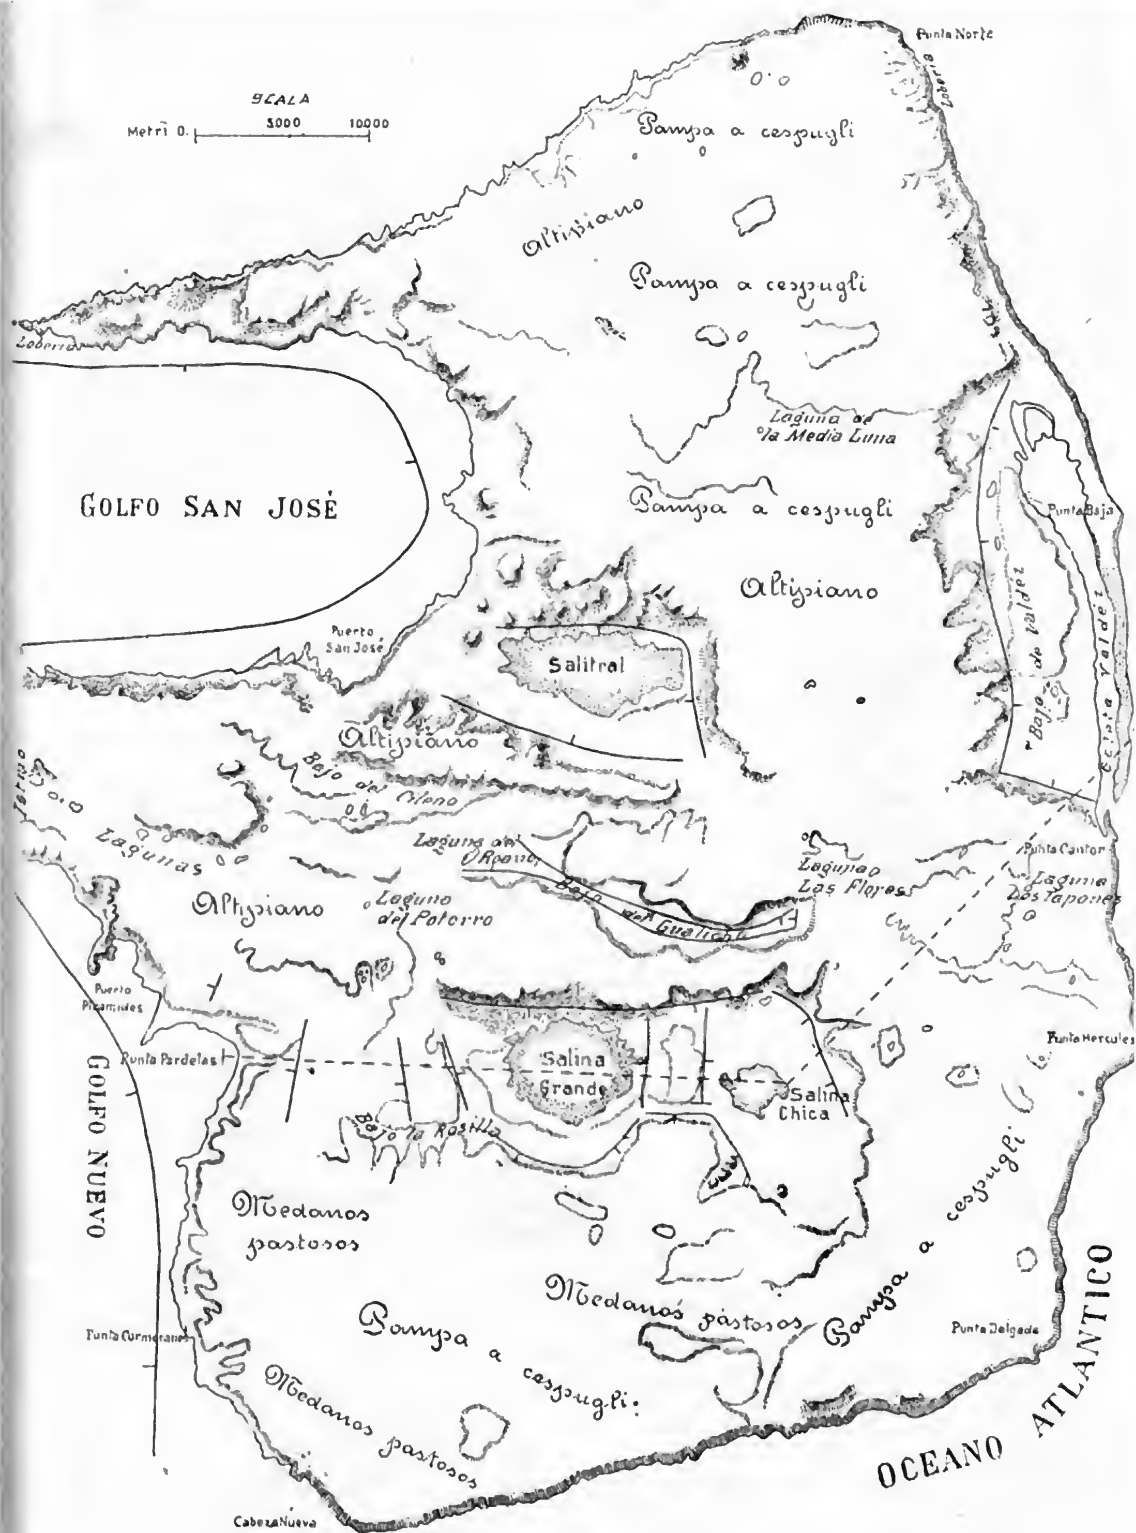 Punta Norte
Loberia
SCALA
Metri 0. 5000 10000
Pampa a cespugli
Altipiano
Pampa a cespugli
Loberia
Laguna de
la Media Luna
GOLFO SAN JOSÉ
Pampa a cespugli
Punta Baja
Altipiano
Puerto
San José
Salitral
Bajo de Valdez
Caleta Valdez
Altipiano
Bajo del Cileno
Istmo
Lagunas
Laguna del
Laguna
Las Flores
Punta Cantor
Laguna
Los Tapones
Altipiano
Laguna
del Potorro
Bajo del Gualicho
Puerto
Piramides
Punta Pardelas
Salina
Grande
Salina
Chica
Punta Hercules
GOLFO NUEVO
Bajo la Rastilla
Medanos
pastosos
Medanos pastosos
Pampa a cespugli
Pampa a cespugli
Punta Cormoranes
Punta Delgada
Medanos pastosos
OCEANO ATLANTICO
Cabeza Nueva